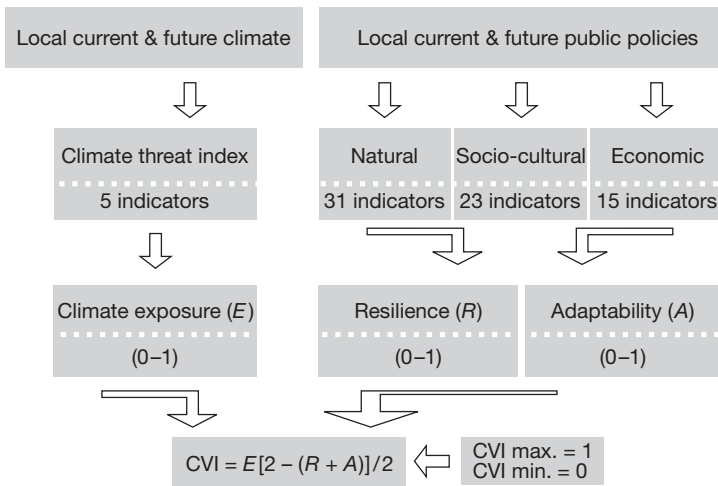 Local current & future climate
Local current & future public policies
Climate threat index
5 indicators
Natural
31 indicators
Socio-cultural
23 indicators
Economic
15 indicators
Climate exposure (E)
(0–1)
Resilience (R)
(0–1)
Adaptability (A)
(0–1)
CVI = E[2 – (R + A)]/2
CVI max. = 1
CVI min. = 0